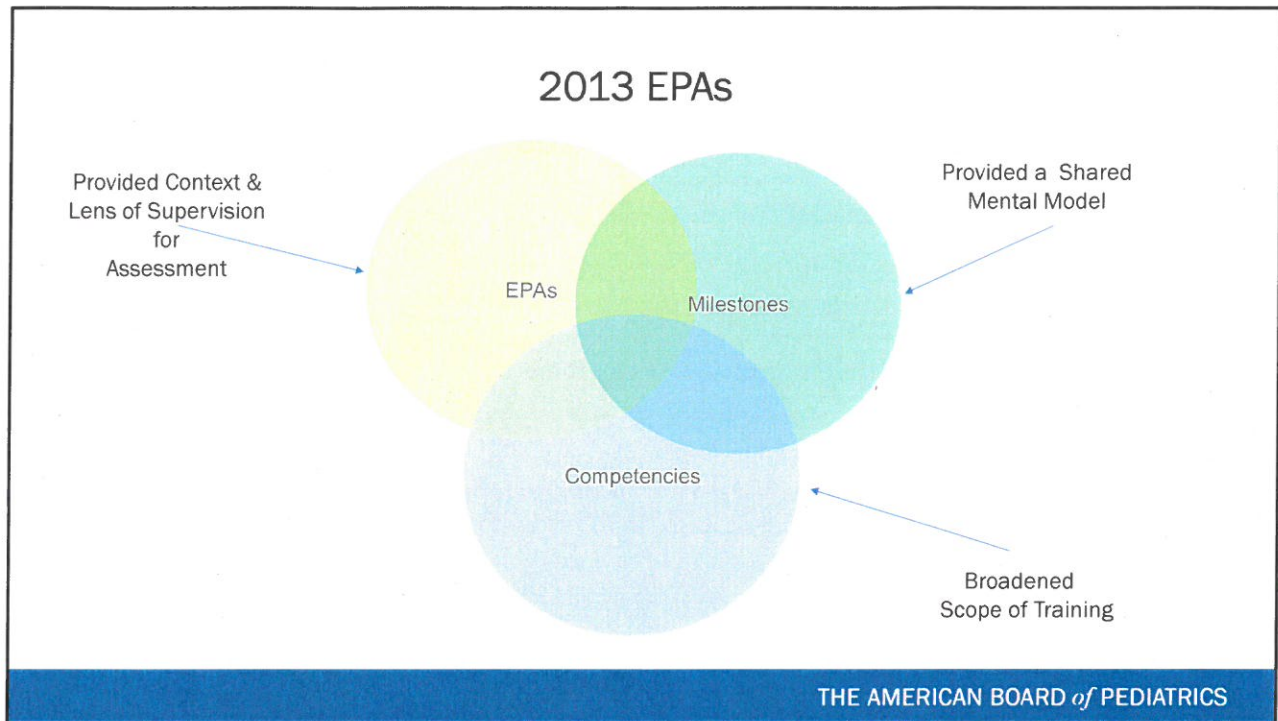 2013 EPAs
Provided Context &
Lens of Supervision
for
Assessment
Provided a Shared
Mental Model
EPAs
Milestones
Competencies
Broadened
Scope of Training
THE AMERICAN BOARD of PEDIATRICS